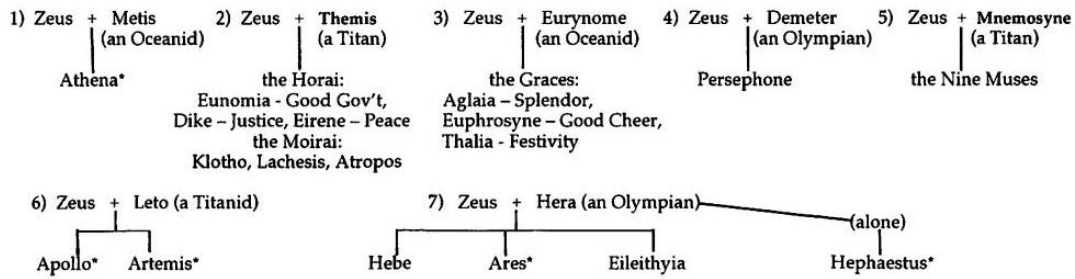 1) Zeus + Metis
(an Oceanid)
Athena*
2) Zeus + Themis
(a Titan)
the Horai:
Eunomia - Good Gov't,
Dike – Justice, Eirene – Peace
the Moirai:
Klotho, Lachesis, Atropos
3) Zeus + Eurynome
(an Oceanid)
the Graces:
Aglaia – Splendor,
Euphrosyne – Good Cheer,
Thalia - Festivity
4) Zeus + Demeter
(an Olympian)
Persephone
5) Zeus + Mnemosyne
(a Titan)
the Nine Muses
6) Zeus + Leto (a Titanid)
Apollo* Artemis*
7) Zeus + Hera (an Olympian)
(alone)
Hebe Ares* Eileithyia Hephaestus*